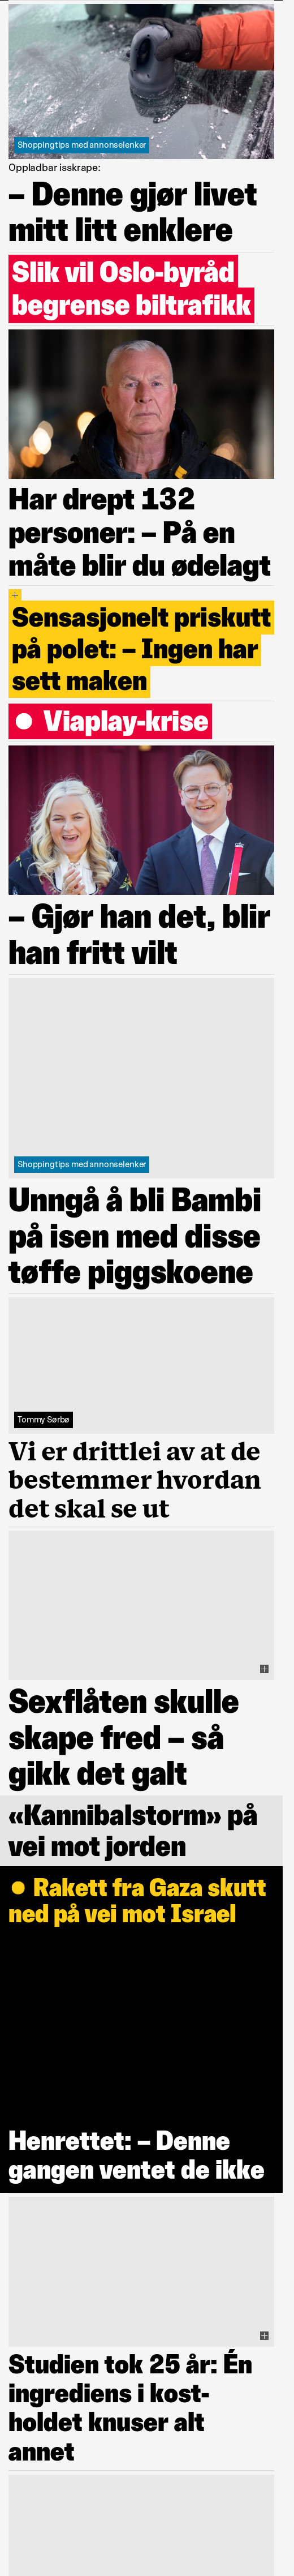 Shoppingtips med annonselenker
Oppladbar isskrape:
– Denne gjør livet
mitt litt enklere
Slik vil Oslo-byråd
begrense biltrafikk
Har drept 132
personer: – På en
måte blir du ødelagt
+
Sensasjonelt priskutt
på polet: – Ingen har
sett maken
● Viaplay-krise
– Gjør han det, blir
han fritt vilt
Shoppingtips med annonselenker
Unngå å bli Bambi
på isen med disse
tøffe piggskoene
Tommy Sørbø
Vi er drittlei av at de
bestemmer hvordan
det skal se ut
+
Sexflåten skulle
skape fred – så
gikk det galt
«Kannibalstorm» på
vei mot jorden
● Rakett fra Gaza skutt
ned på vei mot Israel
Henrettet: – Denne
gangen ventet de ikke
+
Studien tok 25 år: Én
ingrediens i kost-
holdet knuser alt
annet